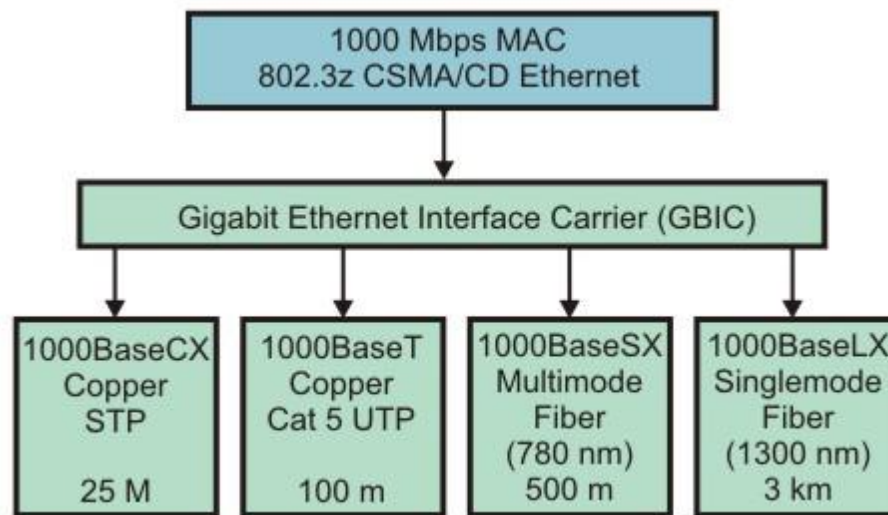 1000 Mbps MAC
802.3z CSMA/CD Ethernet
Gigabit Ethernet Interface Carrier (GBIC)
1000BaseCX
Copper
STP
25 M
1000BaseT
Copper
Cat 5 UTP
100 m
1000BaseSX
Multimode
Fiber
(780 nm)
500 m
1000BaseLX
Singlemode
Fiber
(1300 nm)
3 km